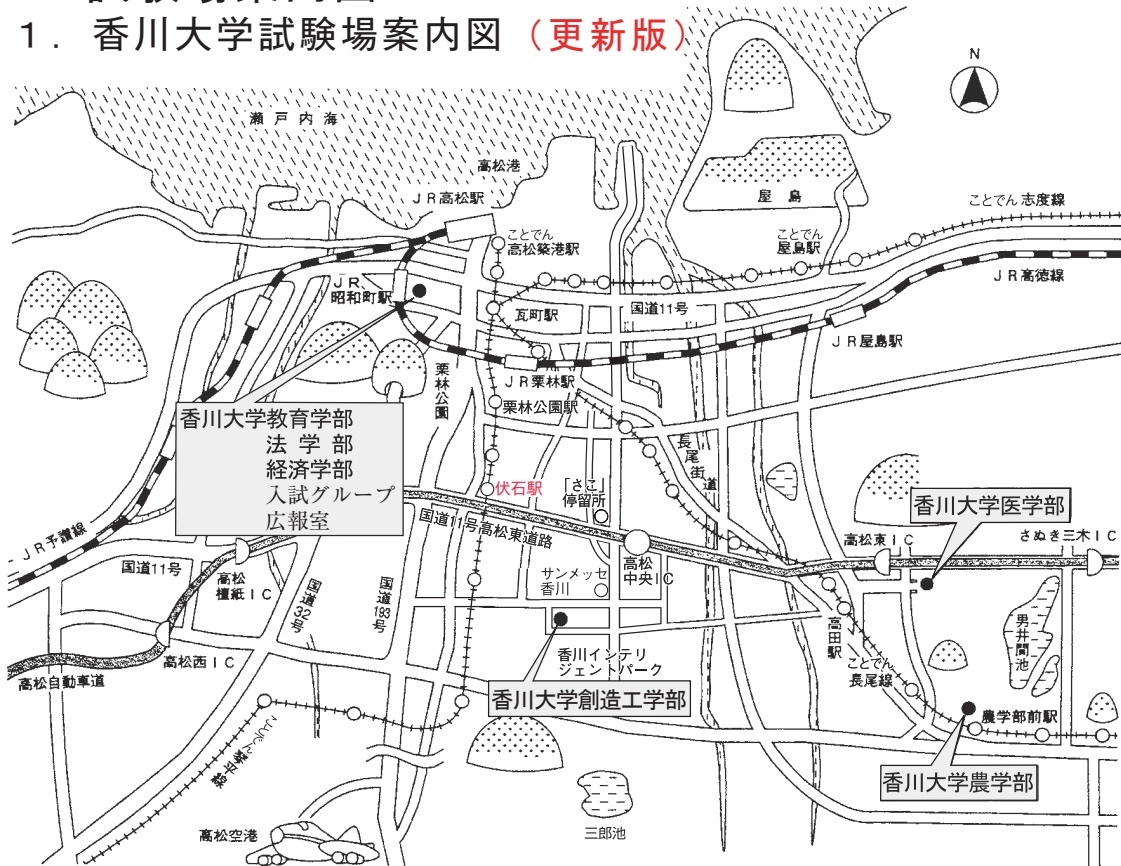 1. 香川大学試験場案内図（更新版）
N
瀬戸内海
高松港
JR高松駅
屋島
ことでん志度線
ことでん
高松築港駅
ことでん
屋島駅
JR高徳線
JR
昭和町駅
瓦町駅
国道11号
JR屋島駅
栗林公園
JR栗林駅
栗林公園駅
香川大学教育学部
法学部
経済学部
入試グループ
広報室
長尾街道
伏石駅
「さこ」
停留所
香川大学医学部
国道11号高松東道路
高松東IC
さぬき三木IC
JR予讃線
国道11号
高松
檀紙IC
高松
中央IC
サンメッセ
香川
国道32号
国道193号
男井間池
高田駅
高松西IC
香川インテリ
ジェントパーク
高松自動車道
ことでん
長尾線
香川大学創造工学部
農学部前駅
ことでん琴平線
香川大学農学部
高松空港
三郎池